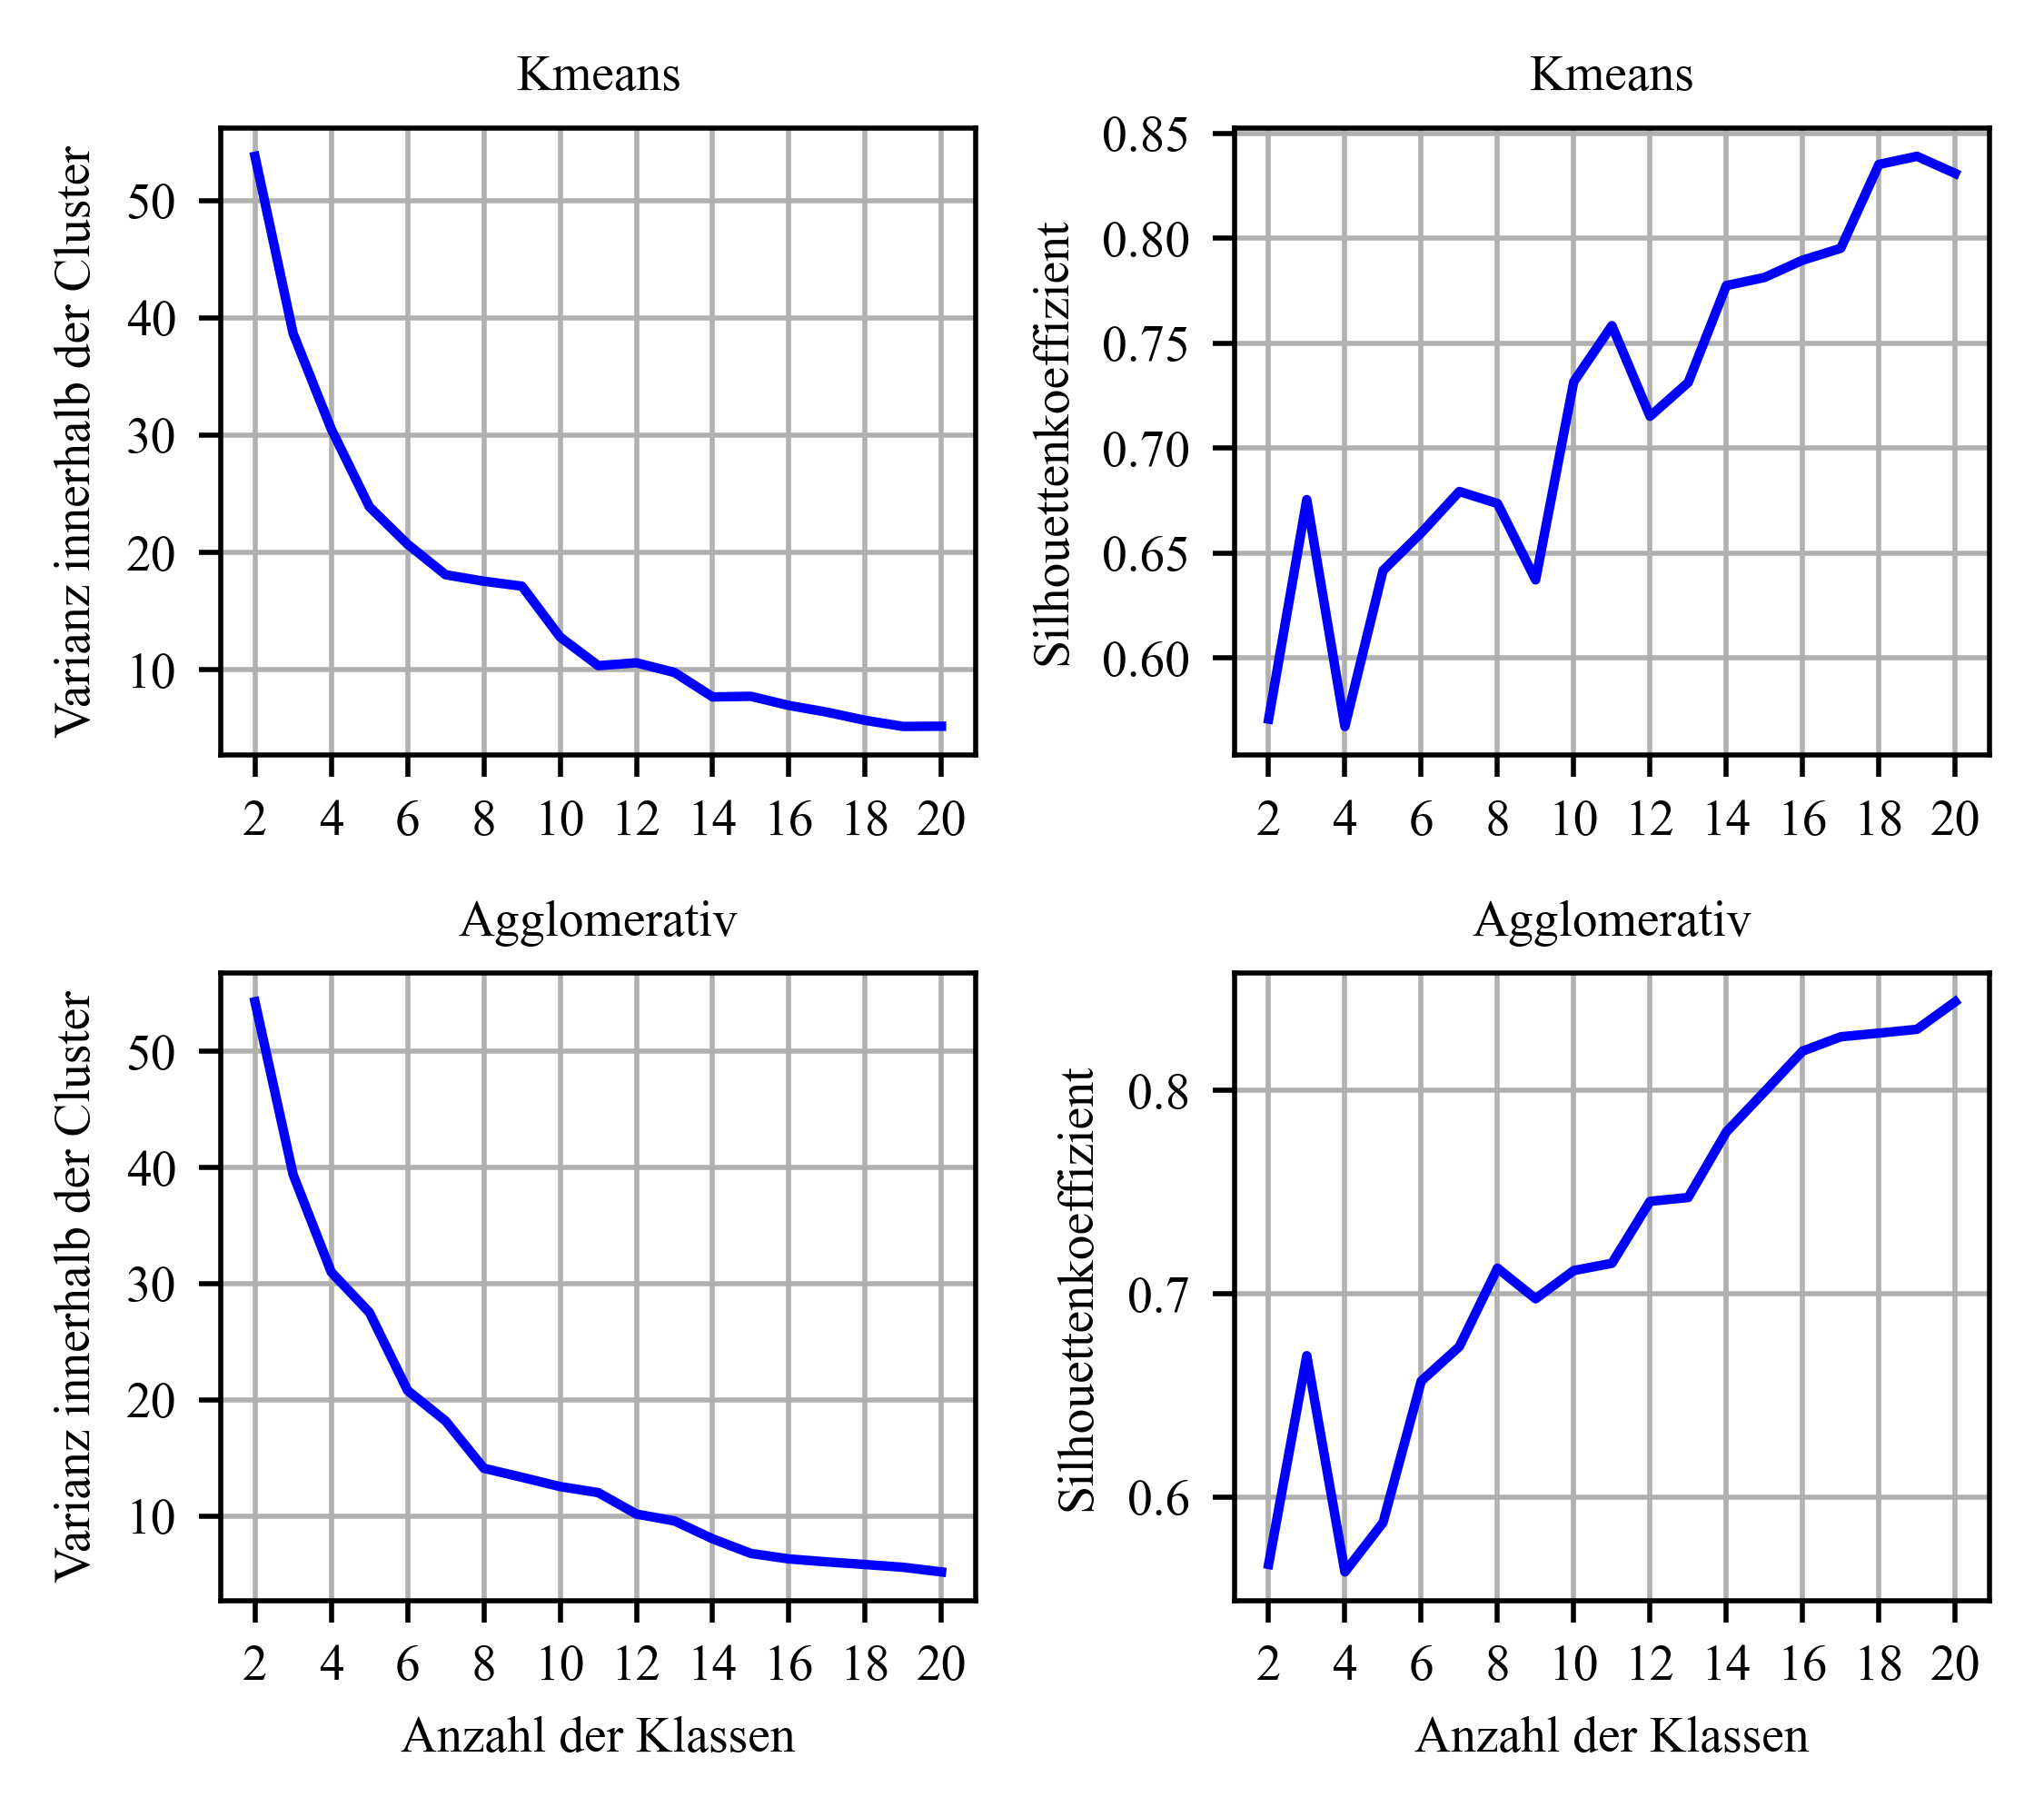 Kmeans
Varianz innerhalb der Cluster
50
40
30
20
10
2 4 6 8 10 12 14 16 18 20
Kmeans
Silhouettenkoeffizient
0.85
0.80
0.75
0.70
0.65
0.60
2 4 6 8 10 12 14 16 18 20
Agglomerativ
Varianz innerhalb der Cluster
50
40
30
20
10
2 4 6 8 10 12 14 16 18 20
Anzahl der Klassen
Agglomerativ
Silhouettenkoeffizient
0.8
0.7
0.6
2 4 6 8 10 12 14 16 18 20
Anzahl der Klassen